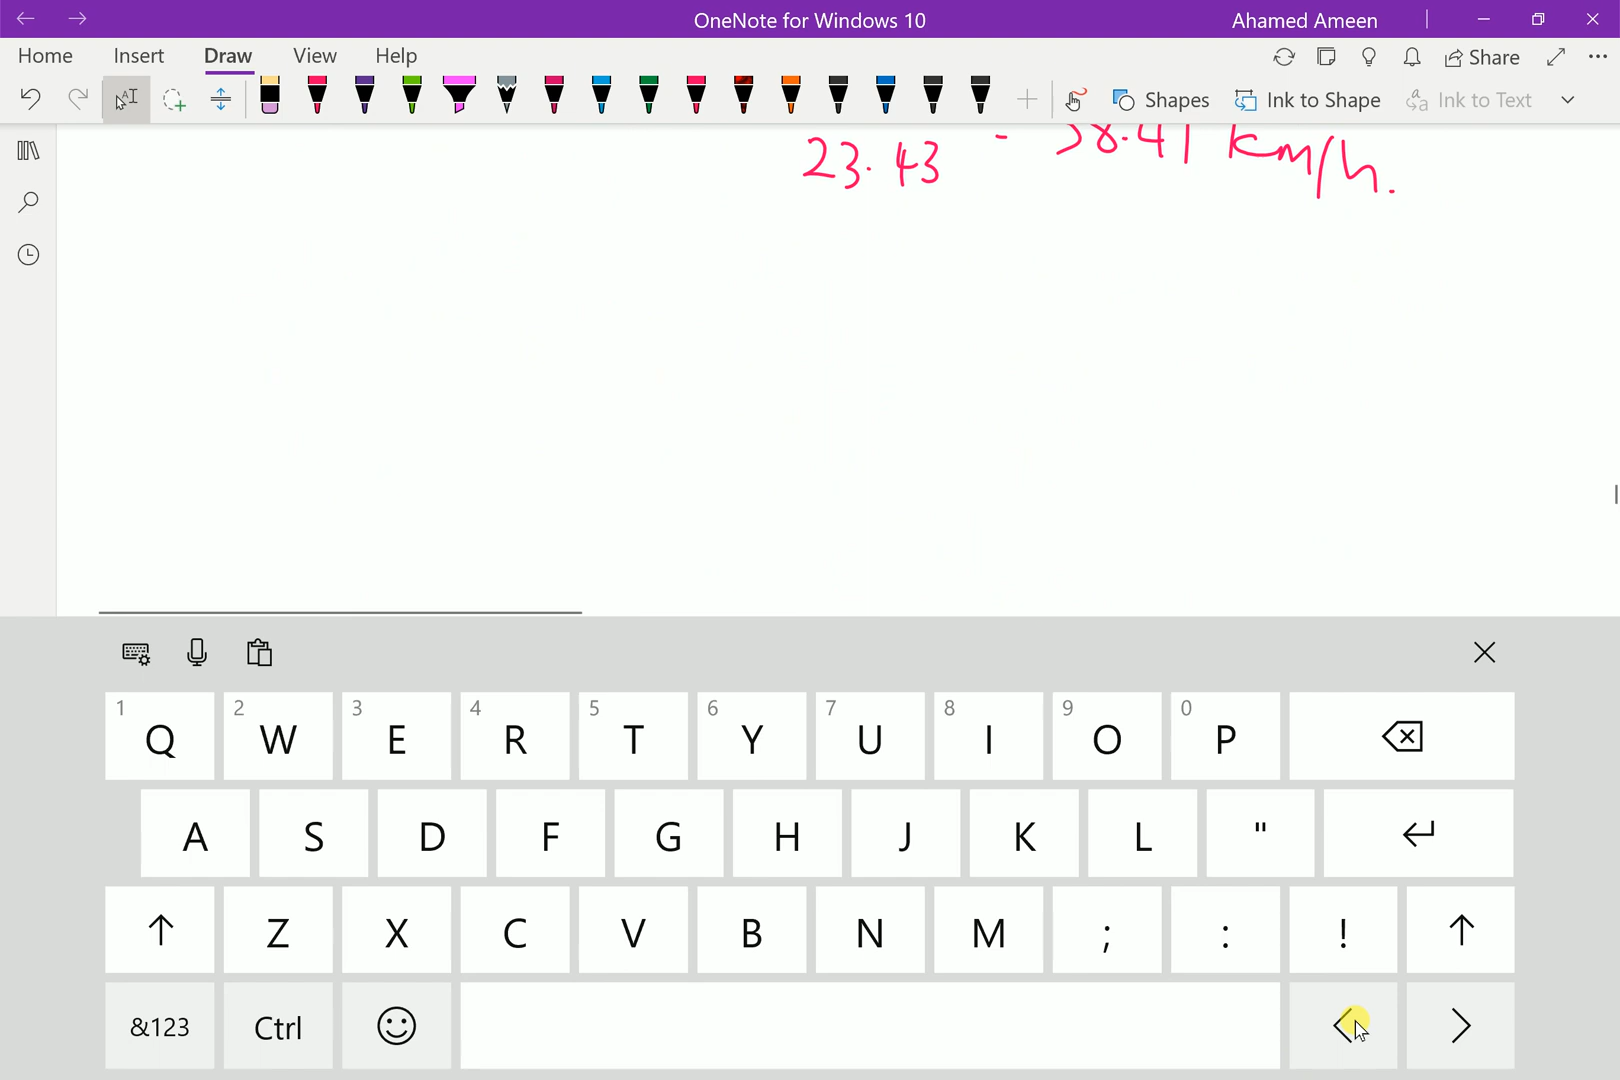 OneNote for Windows 10
Ahamed Ameen
Home Insert Draw View Help
Share
Shapes
Ink to Shape
Ink to Text
23.43 - 38.41 km/h.
1 2 3 4 5 6 7 8 9 0
Q W E R T Y U I O P
A S D F G H J K L "
Z X C V B N M ; : !
&123 Ctrl < >